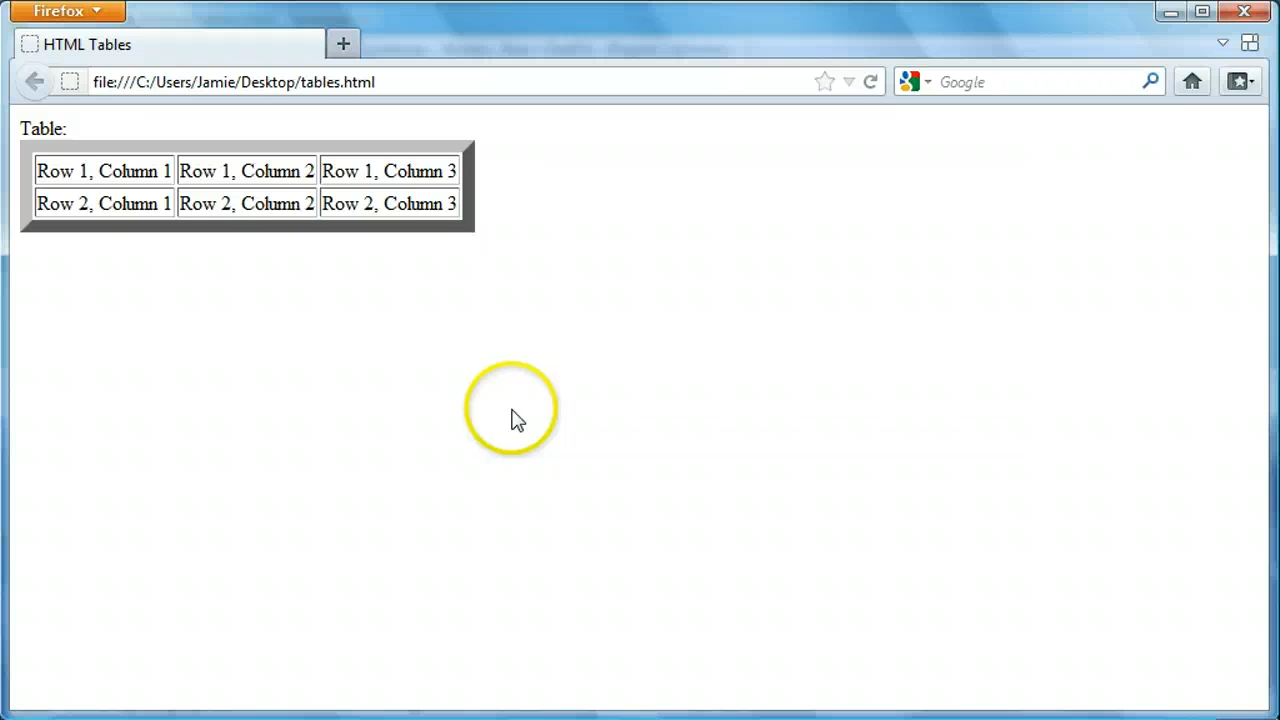 Firefox
HTML Tables
file:///C:/Users/Jamie/Desktop/tables.html
Google
Table:
Row 1, Column 1 Row 1, Column 2 Row 1, Column 3
Row 2, Column 1 Row 2, Column 2 Row 2, Column 3